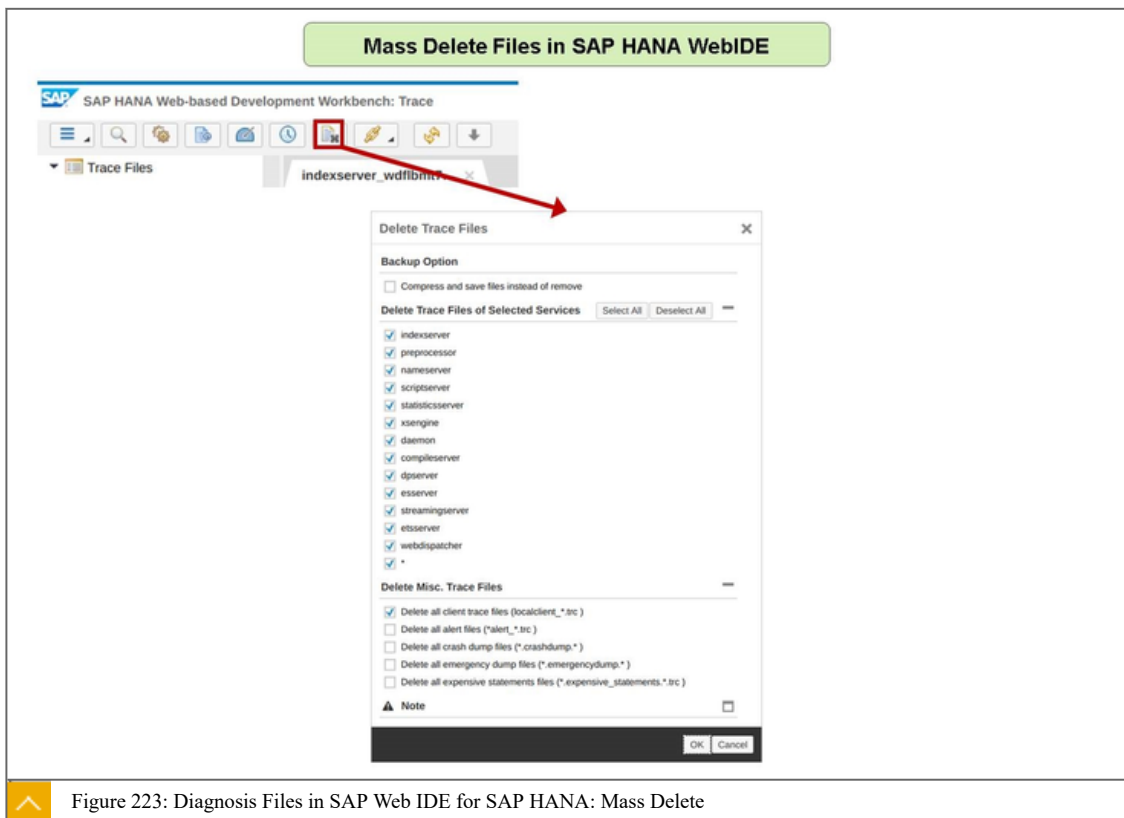 Mass Delete Files in SAP HANA WebIDE
SAP SAP HANA Web-based Development Workbench: Trace
Trace Files
indexserver_wdflbmt7...
Delete Trace Files
Backup Option
Compress and save files instead of remove
Delete Trace Files of Selected Services Select All Deselect All
indexserver
preprocessor
nameserver
scriptserver
statisticsserver
xsengine
daemon
compileserver
dpserver
esserver
streamingserver
etsserver
webdispatcher
*
Delete Misc. Trace Files
Delete all client trace files (localclient_*.trc )
Delete all alert files (*alert_*.trc )
Delete all crash dump files (*.crashdump.* )
Delete all emergency dump files (*.emergencydump.* )
Delete all expensive statements files (*.expensive_statements.*.trc )
Note
OK Cancel
Figure 223: Diagnosis Files in SAP Web IDE for SAP HANA: Mass Delete